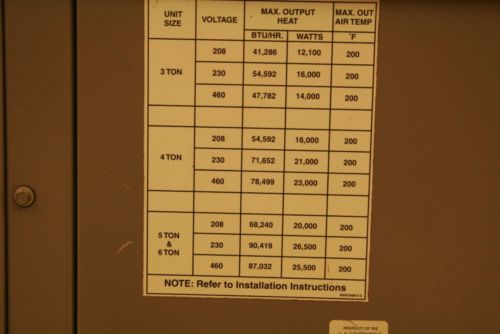 UNIT SIZE VOLTAGE MAX. OUTPUT HEAT MAX. OUT AIR TEMP
BTU/HR. WATTS °F
3 TON
208 41,286 12,100 200
230 54,592 16,000 200
460 47,782 14,000 200
4 TON
208 54,592 16,000 200
230 71,652 21,000 200
460 78,499 23,000 200
5 TON & 6 TON
208 68,240 20,000 200
230 90,419 26,500 200
460 87,032 25,500 200
NOTE: Refer to Installation Instructions
PROPERTY OF THE